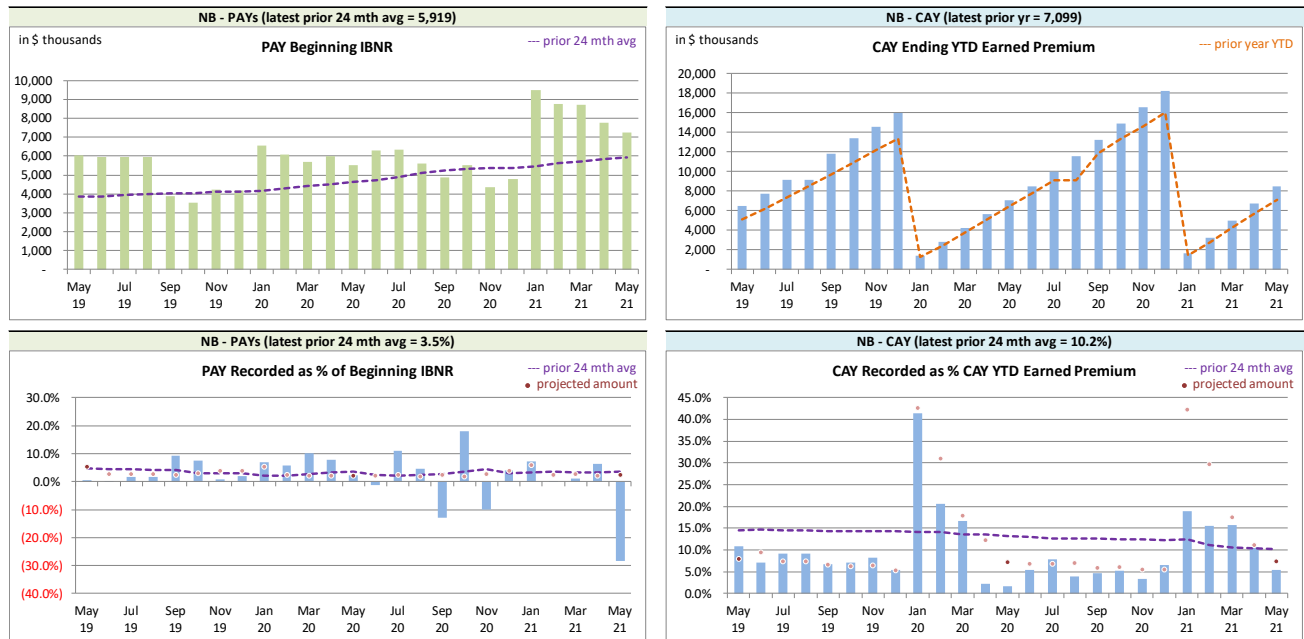 NB - PAYs (latest prior 24 mth avg = 5,919)
in $ thousands
PAY Beginning IBNR
--- prior 24 mth avg
10,000
9,000
8,000
7,000
6,000
5,000
4,000
3,000
2,000
1,000
-
May Jul Sep Nov Jan Mar May Jul Sep Nov Jan Mar May
19 19 19 19 20 20 20 20 20 20 21 21 21
NB - CAY (latest prior yr = 7,099)
in $ thousands
CAY Ending YTD Earned Premium
--- prior year YTD
20,000
18,000
16,000
14,000
12,000
10,000
8,000
6,000
4,000
2,000
-
May Jul Sep Nov Jan Mar May Jul Sep Nov Jan Mar May
19 19 19 19 20 20 20 20 20 20 21 21 21
NB - PAYs (latest prior 24 mth avg = 3.5%)
PAY Recorded as % of Beginning IBNR
--- prior 24 mth avg
• projected amount
30.0%
20.0%
10.0%
0.0%
(10.0%)
(20.0%)
(30.0%)
(40.0%)
May Jul Sep Nov Jan Mar May Jul Sep Nov Jan Mar May
19 19 19 19 20 20 20 20 20 20 21 21 21
NB - CAY (latest prior 24 mth avg = 10.2%)
CAY Recorded as % CAY YTD Earned Premium
--- prior 24 mth avg
• projected amount
45.0%
40.0%
35.0%
30.0%
25.0%
20.0%
15.0%
10.0%
5.0%
0.0%
May Jul Sep Nov Jan Mar May Jul Sep Nov Jan Mar May
19 19 19 19 20 20 20 20 20 20 21 21 21